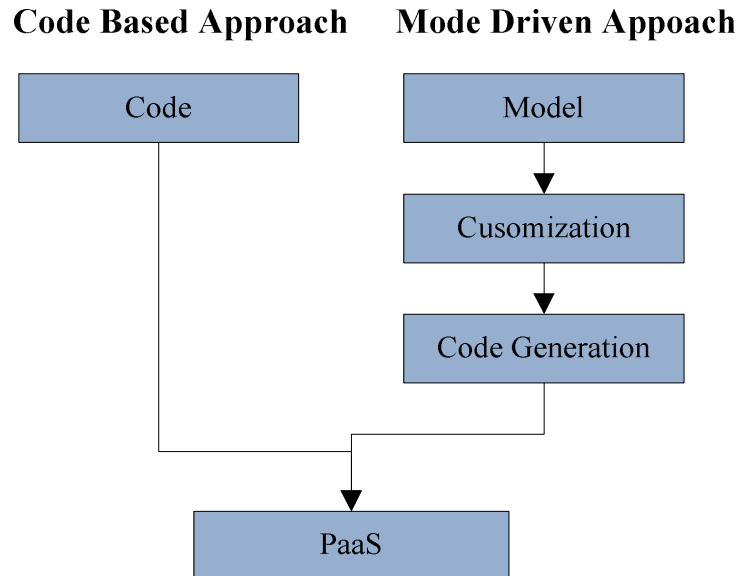 Code Based Approach
Mode Driven Appoach
Code
Model
Cusomization
Code Generation
PaaS